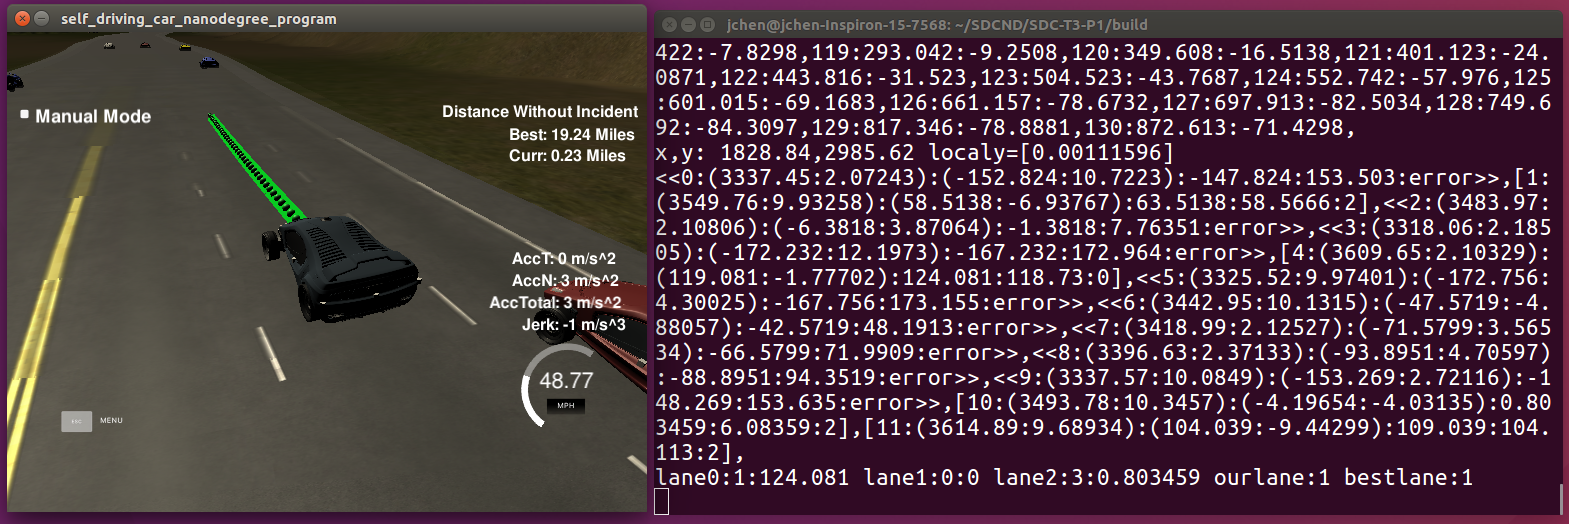 self_driving_car_nanodegree_program
Manual Mode
Distance Without Incident
Best: 19.24 Miles
Curr: 0.23 Miles
AccT: 0 m/s^2
AccN: 3 m/s^2
AccTotal: 3 m/s^2
Jerk: -1 m/s^3
48.77
MPH
ESC MENU
jchen@jchen-Inspiron-15-7568: ~/SDCND/SDC-T3-P1/build
422:-7.8298,119:293.042:-9.2508,120:349.608:-16.5138,121:401.123:-24.
0871,122:443.816:-31.523,123:504.523:-43.7687,124:552.742:-57.976,125
:601.015:-69.1683,126:661.157:-78.6732,127:697.913:-82.5034,128:749.6
92:-84.3097,129:817.346:-78.8881,130:872.613:-71.4298,
x,y: 1828.84,2985.62 localy=[0.00111596]
<<0:(3337.45:2.07243):(-152.824:10.7223):-147.824:153.503:error>>,[1:
(3549.76:9.93258):(58.5138:-6.93767):63.5138:58.5666:2],<<2:(3483.97:
2.10806):(-6.3818:3.87064):-1.3818:7.76351:error>>,<<3:(3318.06:2.185
05):(-172.232:12.1973):-167.232:172.964:error>>,[4:(3609.65:2.10329):
(119.081:-1.77702):124.081:118.73:0],<<5:(3325.52:9.97401):(-172.756:
4.30025):-167.756:173.155:error>>,<<6:(3442.95:10.1315):(-47.5719:-4.
88057):-42.5719:48.1913:error>>,<<7:(3418.99:2.12527):(-71.5799:3.565
34):-66.5799:71.9909:error>>,<<8:(3396.63:2.37133):(-93.8951:4.70597)
:-88.8951:94.3519:error>>,<<9:(3337.57:10.0849):(-153.269:2.72116):-1
48.269:153.635:error>>,[10:(3493.78:10.3457):(-4.19654:-4.03135):0.80
3459:6.08359:2],[11:(3614.89:9.68934):(104.039:-9.44299):109.039:104.
113:2],
lane0:1:124.081 lane1:0:0 lane2:3:0.803459 ourlane:1 bestlane:1